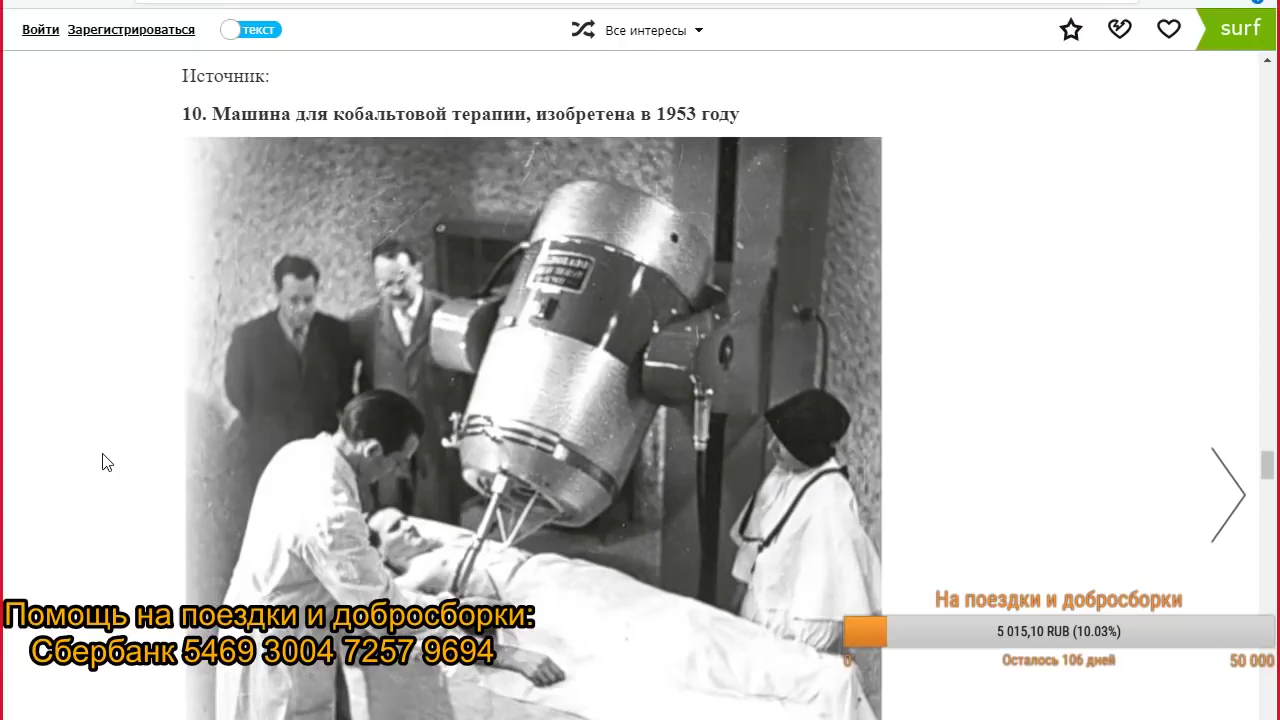 Войти Зарегистрироваться текст Все интересы surf
Источник:
10. Машина для кобальтовой терапии, изобретена в 1953 году
Помощь на поездки и добросборки:
Сбербанк 5469 3004 7257 9694
На поездки и добросборки
5 015,10 RUB (10.03%)
0 Осталось 106 дней 50 000